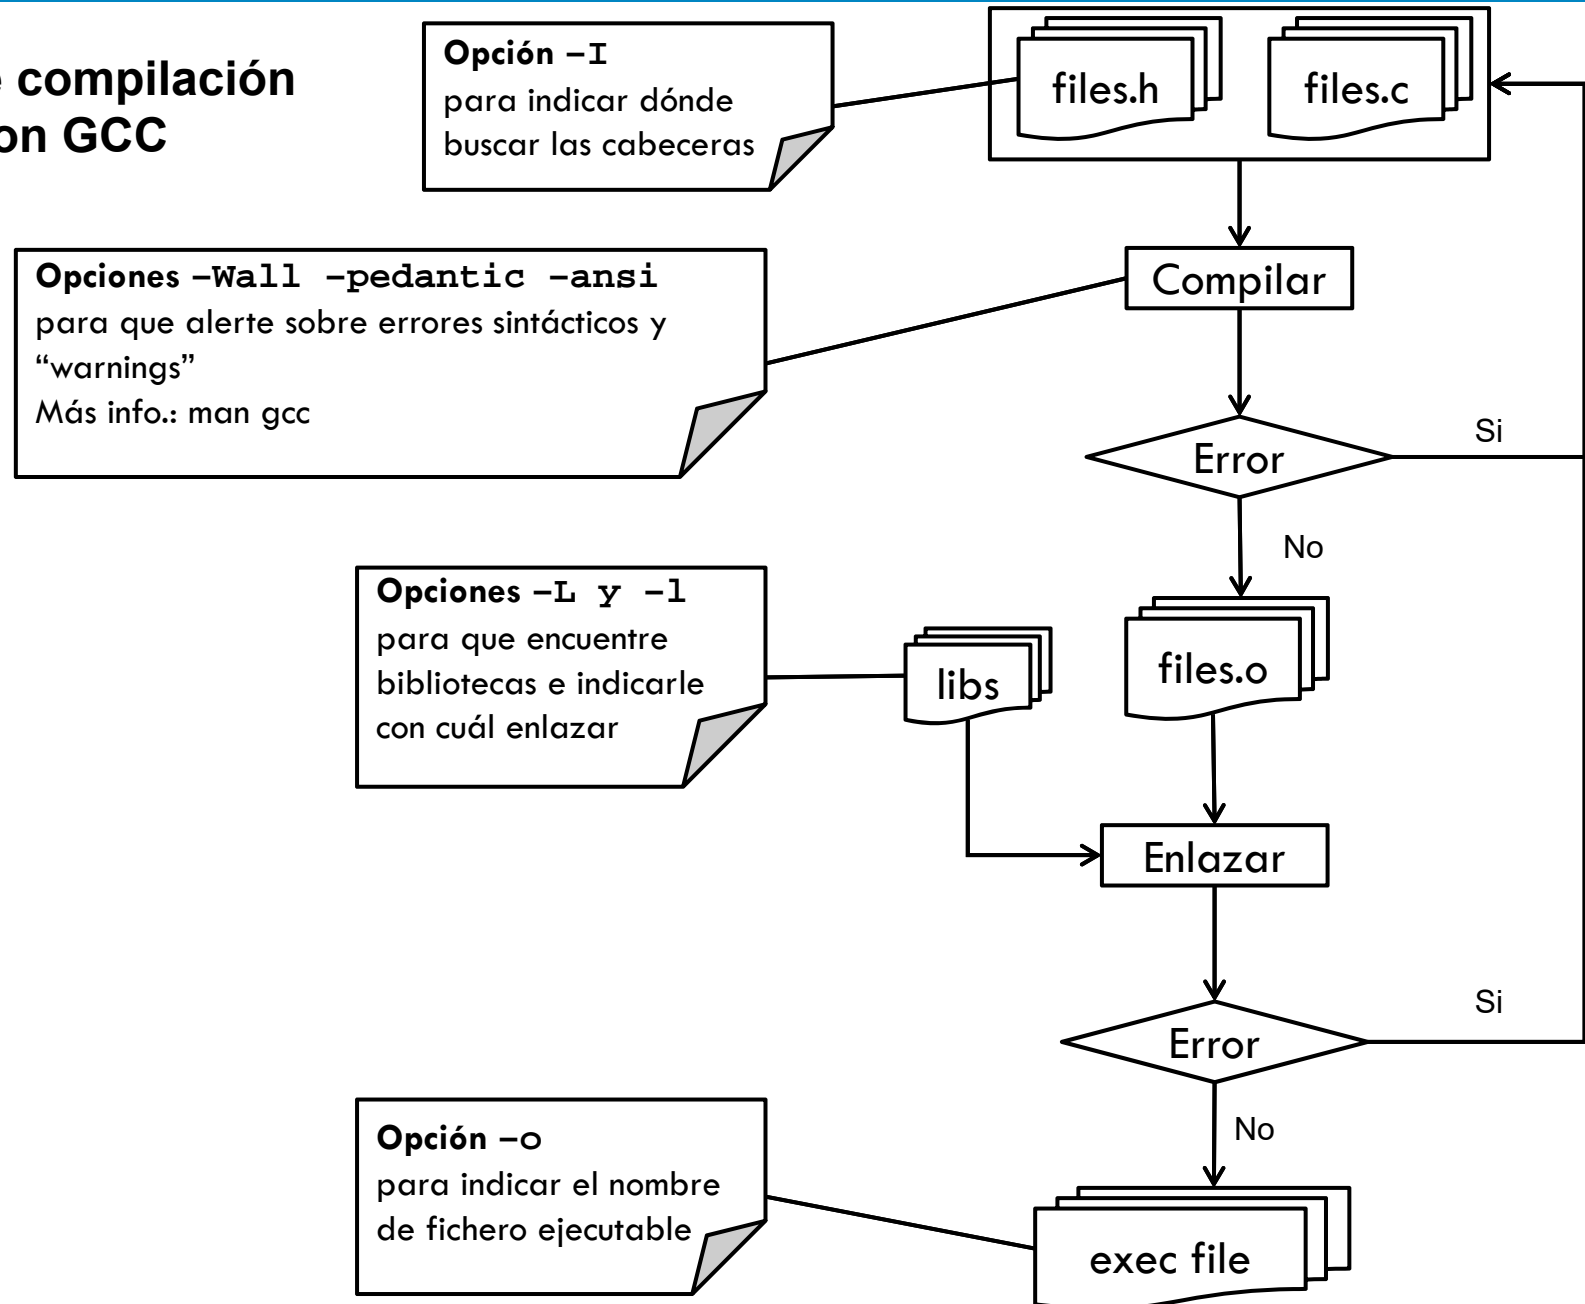 compilación
GCC
Opción –I
para indicar dónde
buscar las cabeceras
files.h
files.c
Opciones –Wall –pedantic –ansi
para que alerte sobre errores sintácticos y
“warnings”
Más info.: man gcc
Compilar
Error
Si
No
Opciones –L y –l
para que encuentre
bibliotecas e indicarle
con cuál enlazar
libs
files.o
Enlazar
Error
Si
No
Opción –o
para indicar el nombre
de fichero ejecutable
exec file